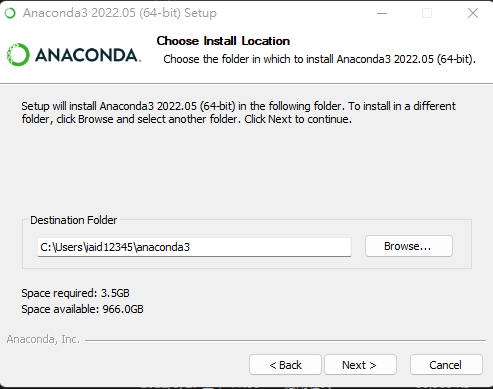 Anaconda3 2022.05 (64-bit) Setup
ANACONDA.
Choose Install Location
Choose the folder in which to install Anaconda3 2022.05 (64-bit).
Setup will install Anaconda3 2022.05 (64-bit) in the following folder. To install in a different
folder, click Browse and select another folder. Click Next to continue.
Destination Folder
C:\Users\iaid12345\anaconda3
Browse...
Space required: 3.5GB
Space available: 966.0GB
Anaconda, Inc.
< Back
Next >
Cancel